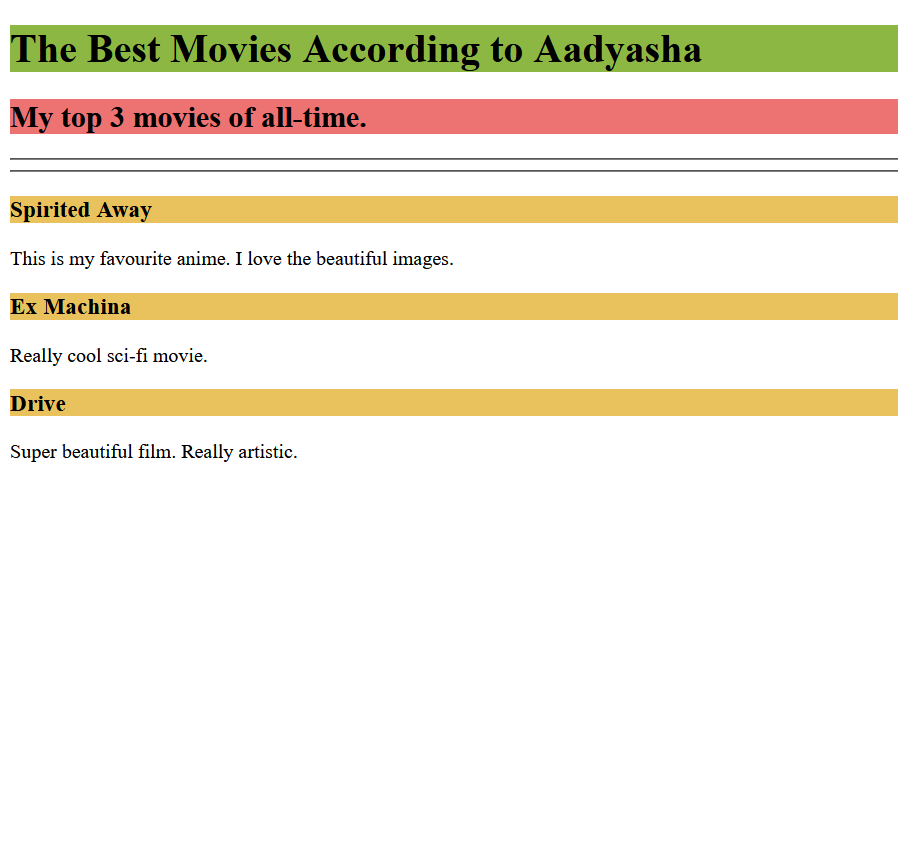 The Best Movies According to Aadyasha
My top 3 movies of all-time.
Spirited Away
This is my favourite anime. I love the beautiful images.
Ex Machina
Really cool sci-fi movie.
Drive
Super beautiful film. Really artistic.